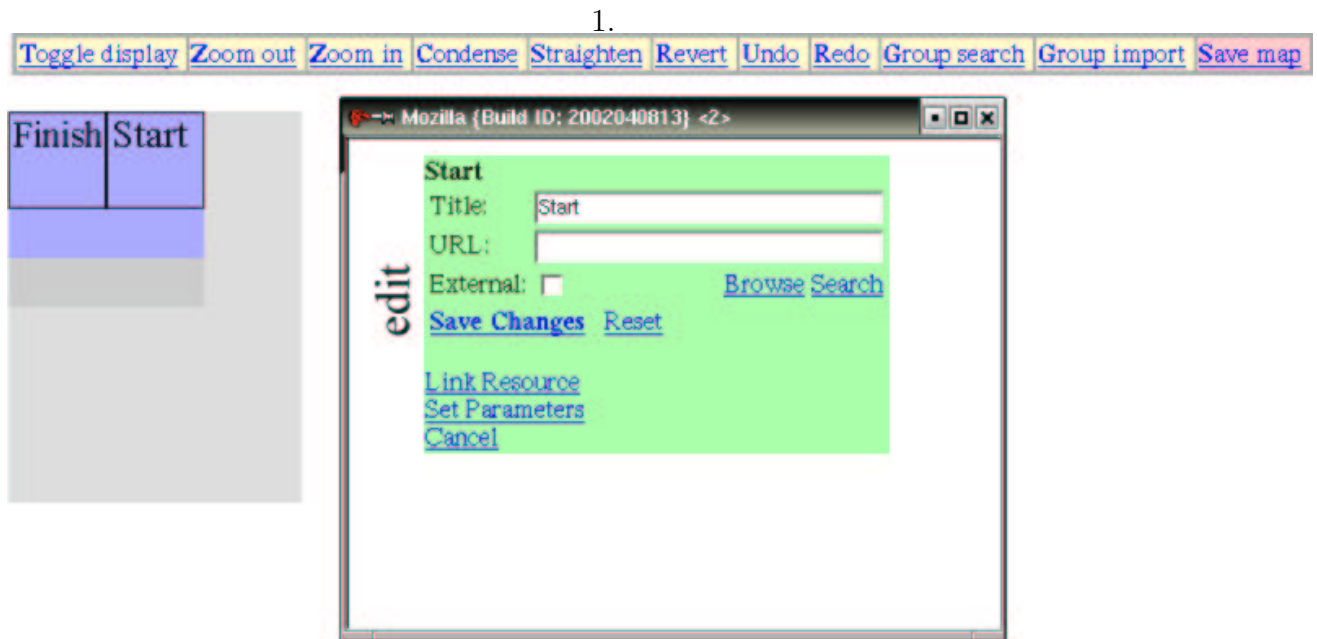 1.
Toggle display Zoom out Zoom in Condense Straighten Revert Undo Redo Group search Group import Save map
Finish Start
Mozilla {Build ID: 2002040813} <2>
edit
Start
Title: Start
URL:
External: Browse Search
Save Changes Reset
Link Resource
Set Parameters
Cancel